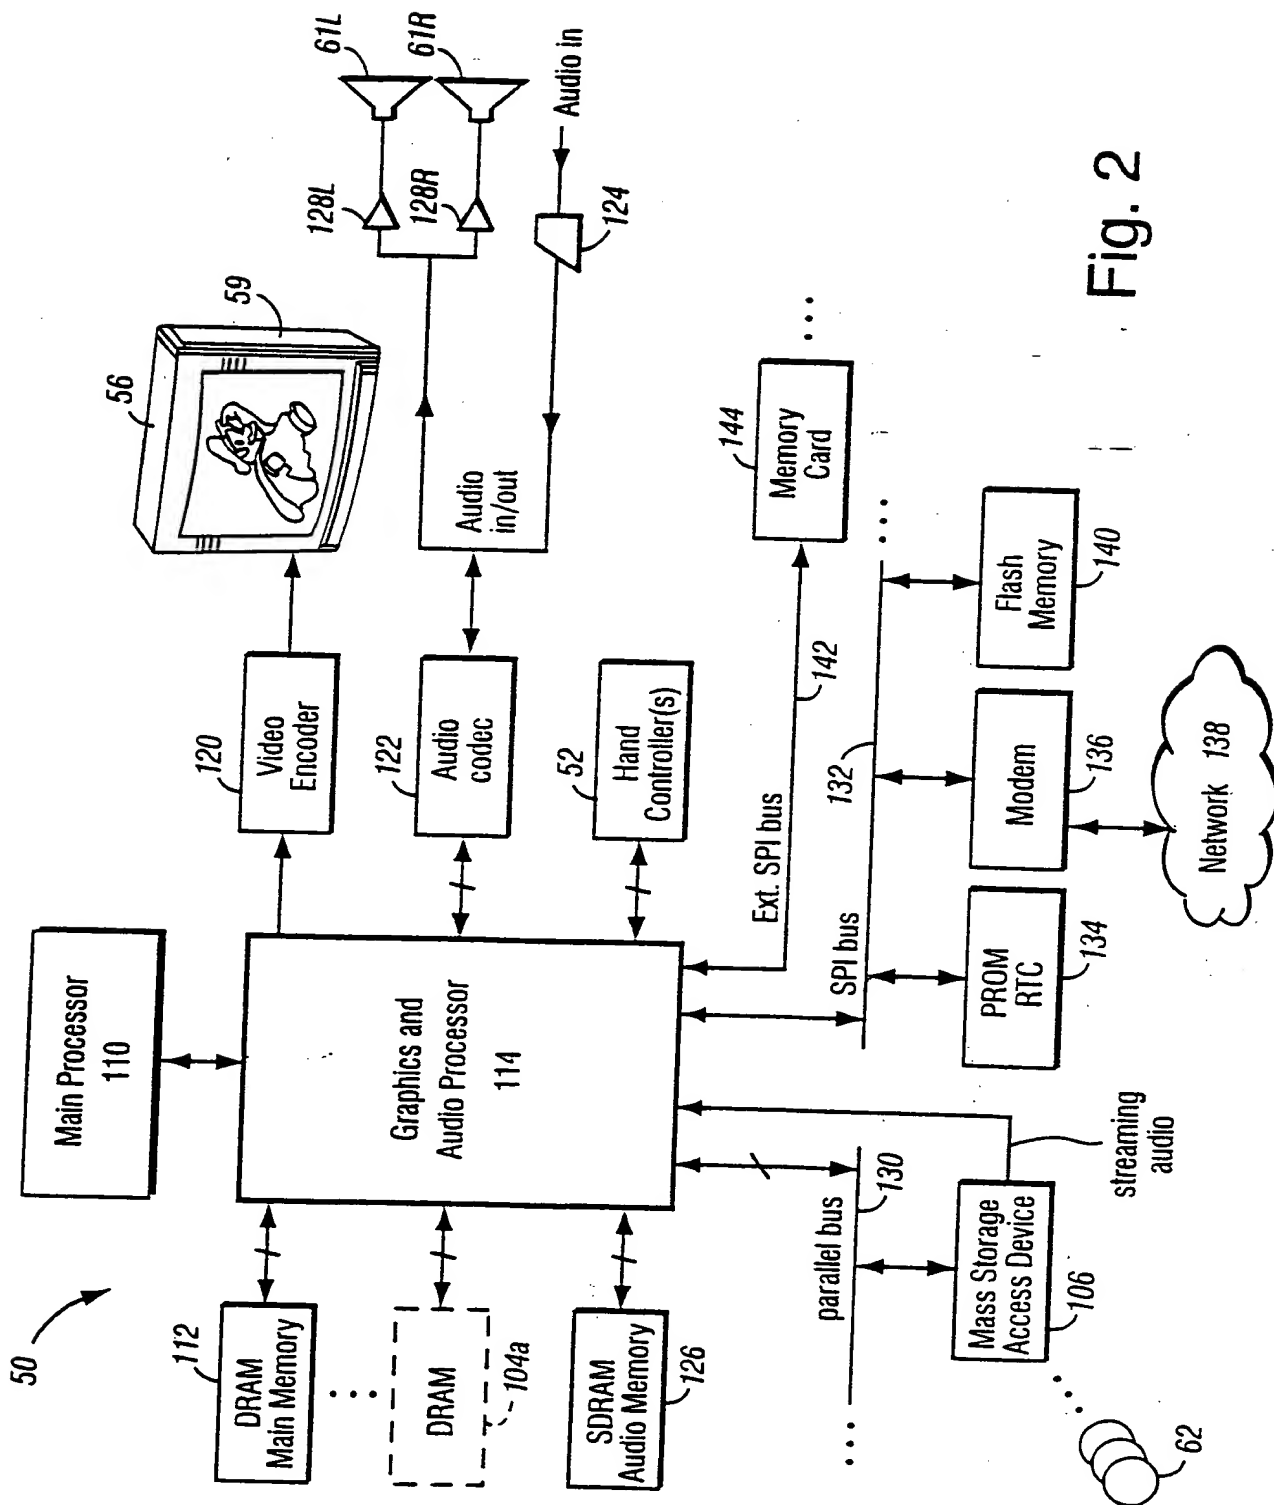 50
Main Processor
110
112
DRAM
Main Memory
DRAM
104a
SDRAM
Audio Memory
126
Graphics and
Audio Processor
114
120
Video
Encoder
122
Audio
codec
52
Hand
Controller(s)
56
59
Audio
in/out
128L
128R
61L
61R
Audio in
124
Ext. SPI bus
142
144
Memory
Card
SPI bus
132
parallel bus
130
Mass Storage
Access Device
106
streaming
audio
62
PROM
RTC
134
Modem
136
Flash
Memory
140
Network 138
Fig. 2